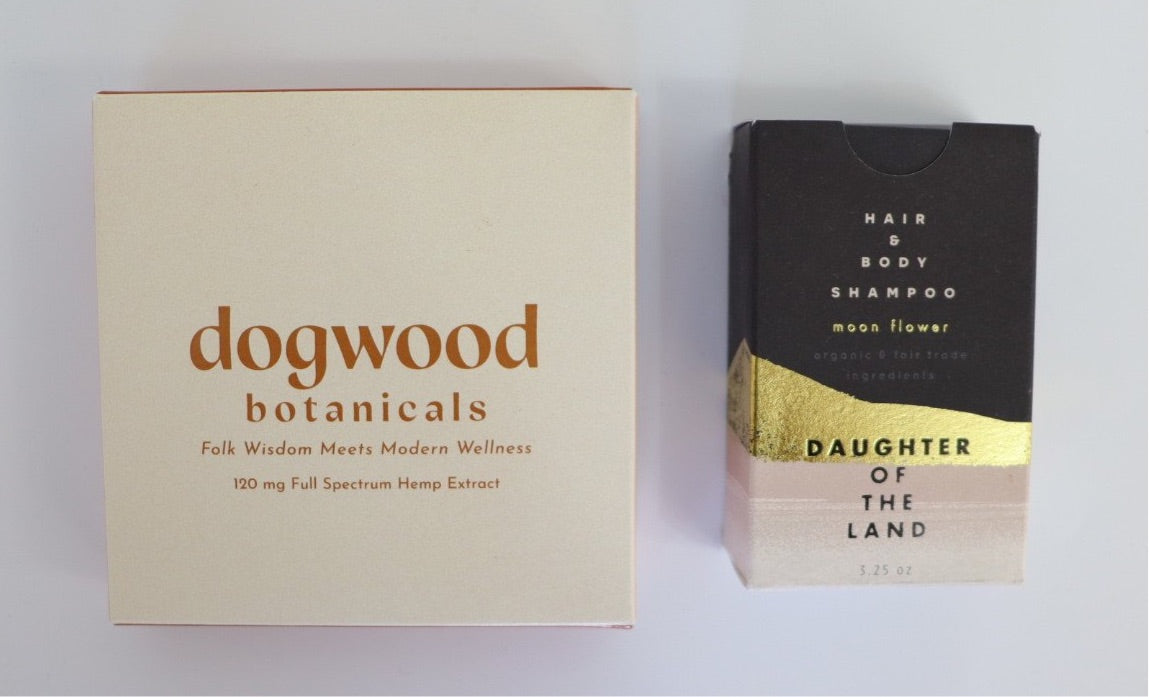 dogwood
botanicals
Folk Wisdom Meets Modern Wellness
120 mg Full Spectrum Hemp Extract
HAIR
&
BODY
SHAMPOO
moon flower
organic & fair trade
ingredients
DAUGHTER
OF
THE
LAND
3.25 oz